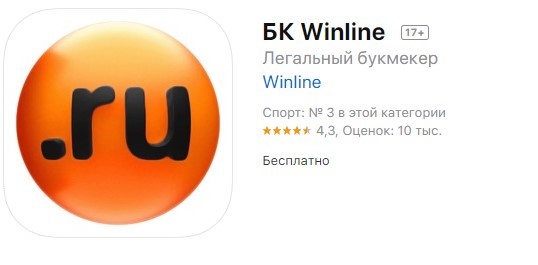 .ru
БК Winline 17+
Легальный букмекер
Winline
Спорт: № 3 в этой категории
4,3, Оценок: 10 тыс.
Бесплатно